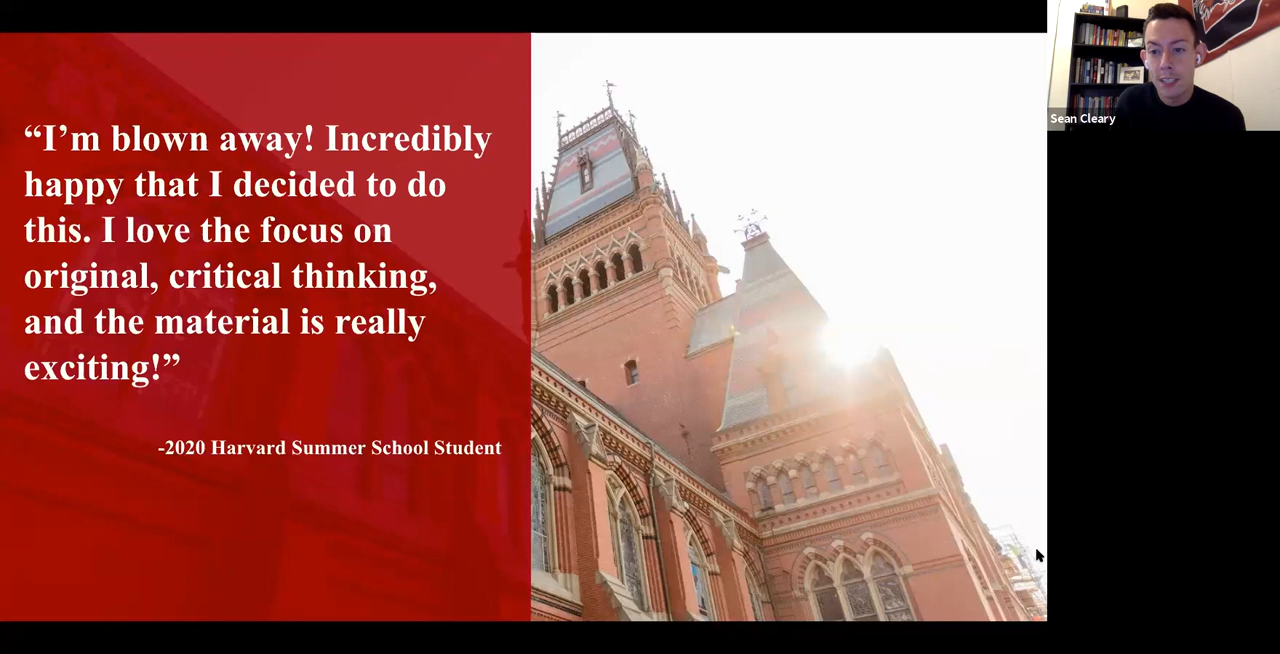 “I’m blown away! Incredibly
happy that I decided to do
this. I love the focus on
original, critical thinking,
and the material is really
exciting!”
-2020 Harvard Summer School Student
Sean Cleary